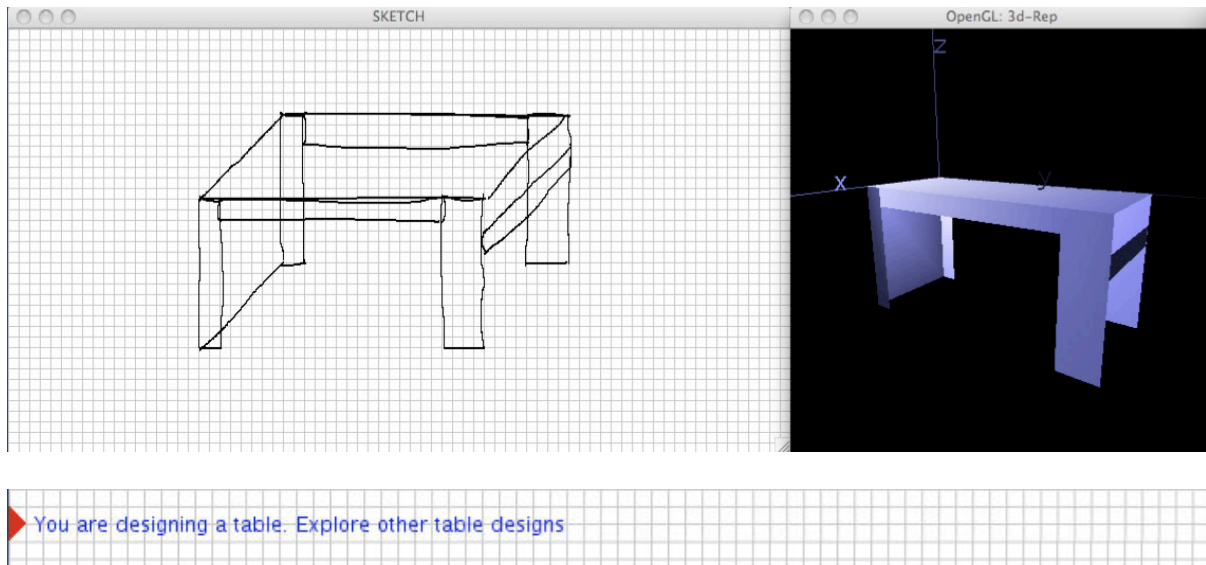 SKETCH
OpenGL: 3d-Rep
Z
X
y
You are designing a table. Explore other table designs